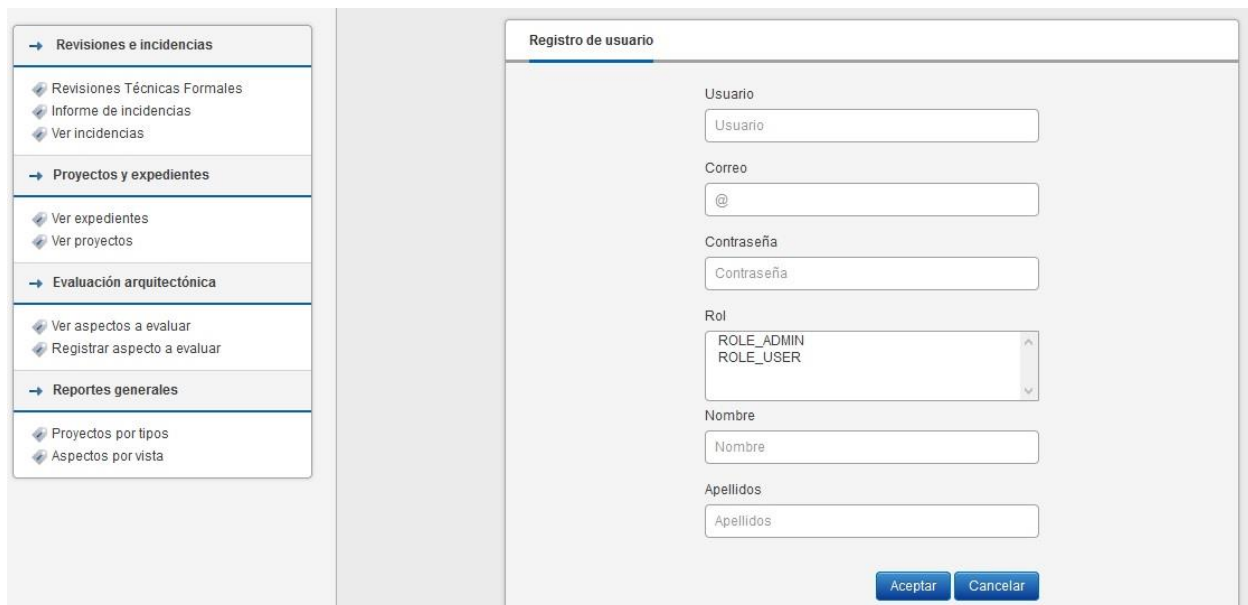 Revisiones e incidencias
Revisiones Técnicas Formales
Informe de incidencias
Ver incidencias
Proyectos y expedientes
Ver expedientes
Ver proyectos
Evaluación arquitectónica
Ver aspectos a evaluar
Registrar aspecto a evaluar
Reportes generales
Proyectos por tipos
Aspectos por vista
Registro de usuario
Usuario
Usuario
Correo
@
Contraseña
Contraseña
Rol
ROLE_ADMIN
ROLE_USER
Nombre
Nombre
Apellidos
Apellidos
Aceptar Cancelar